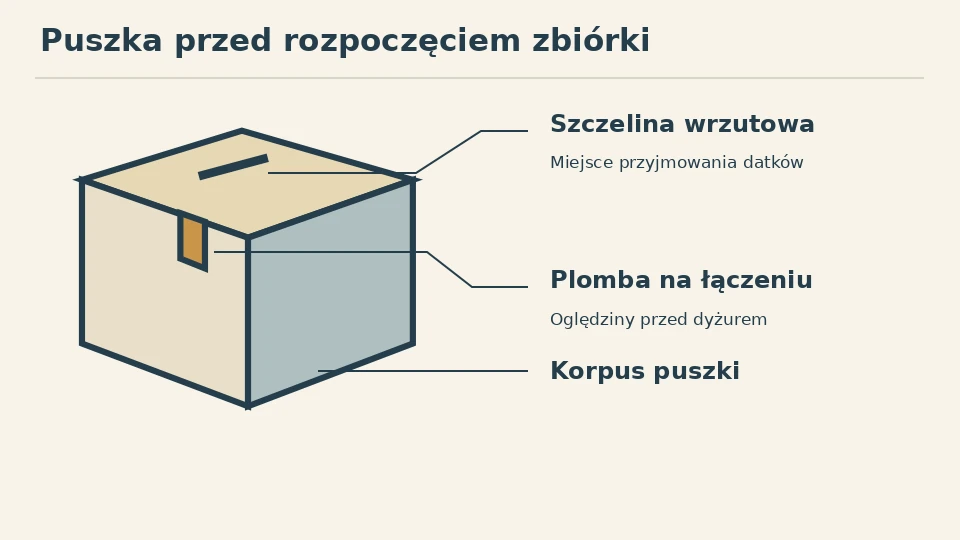 Puszka przed rozpoczęciem zbiórki
Szczelina wrzutowa
Miejsce przyjmowania datków
Plomba na łączeniu
Oględziny przed dyżurem
Korpus puszki